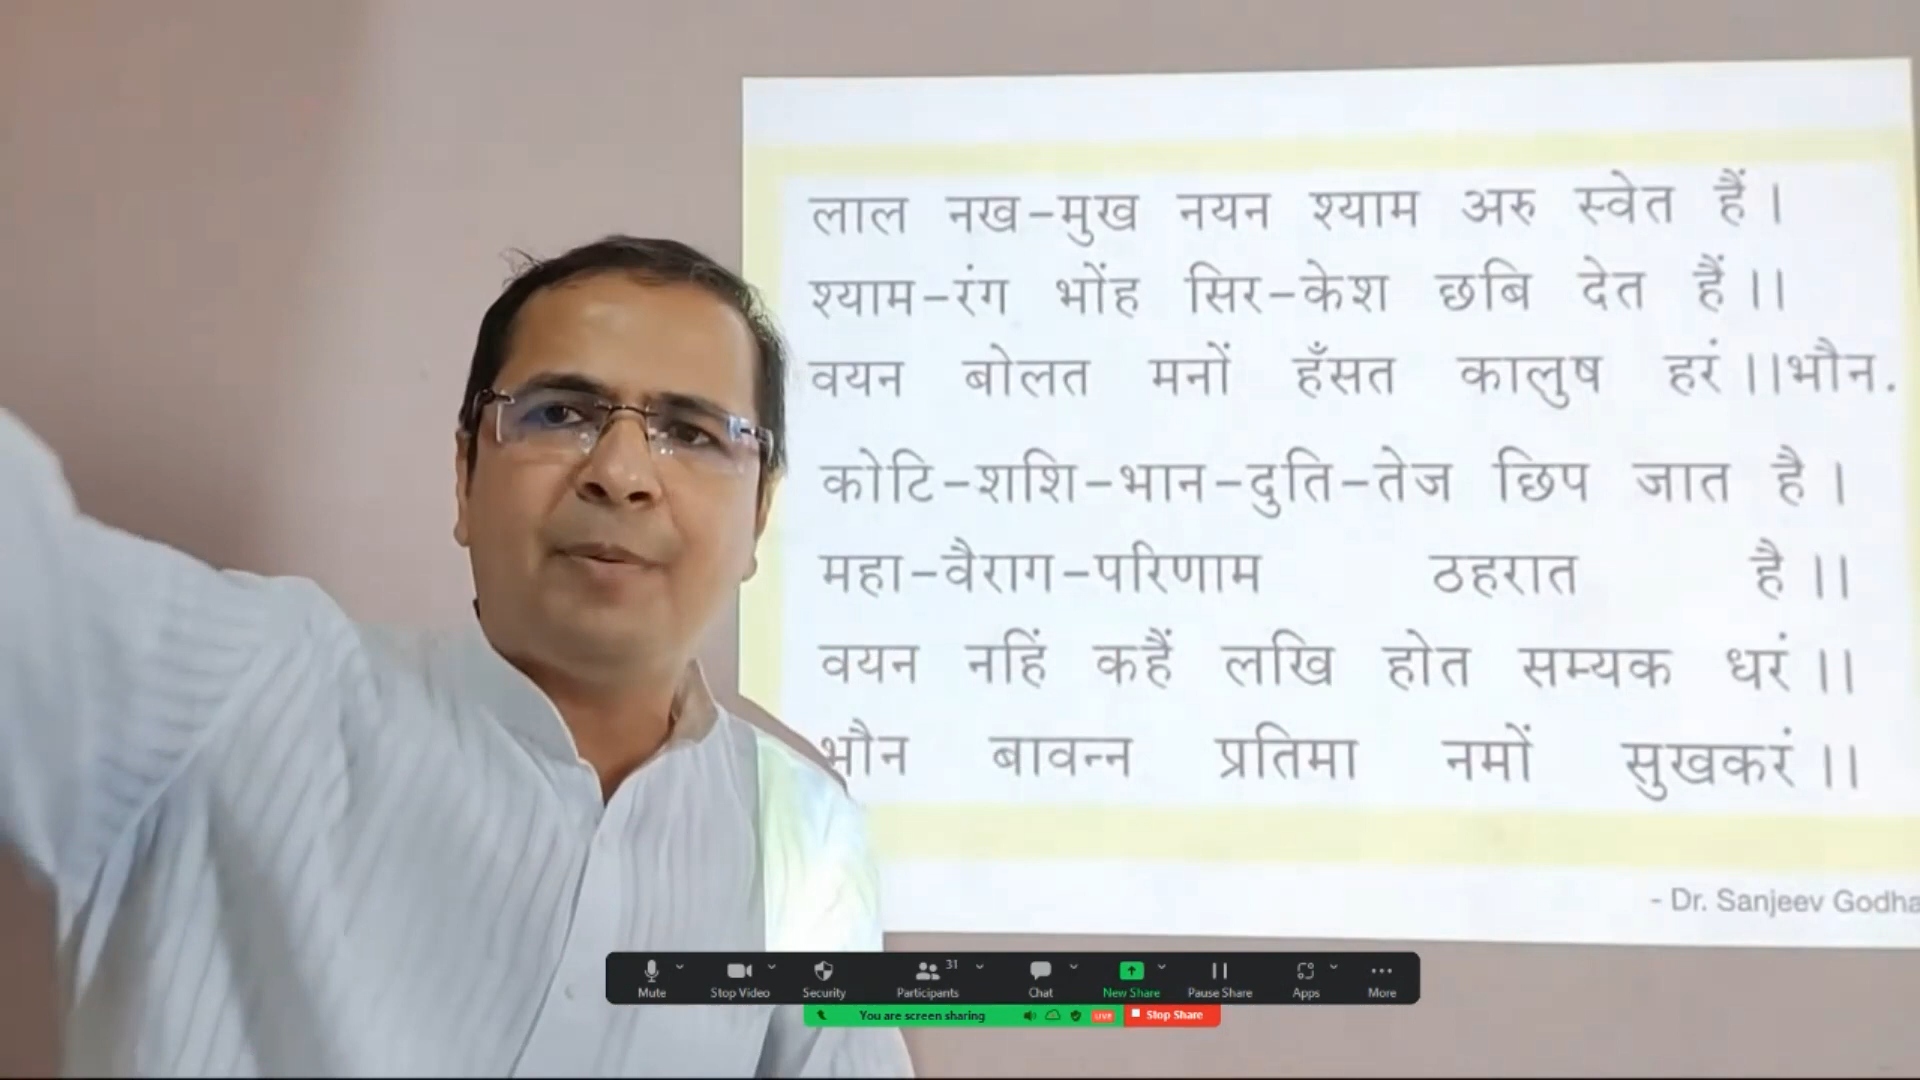 लाल नख-मुख नयन श्याम अरु स्वेत हैं।
श्याम-रंग भोंह सिर-केश छबि देत हैं।।
वयन बोलत मनों हँसत कालुष हरं।।भौन.
कोटि-शशि-भान-दुति-तेज छिप जात है।
महा-वैराग-परिणाम ठहरात है।।
वयन नहिं कहैं लखि होत सम्यक धरं।।
भौन बावन्न प्रतिमा नमों सुखकरं।।
- Dr. Sanjeev Godha
31
Mute Stop Video Security Participants Chat New Share Pause Share Apps More
You are screen sharing LIVE Stop Share